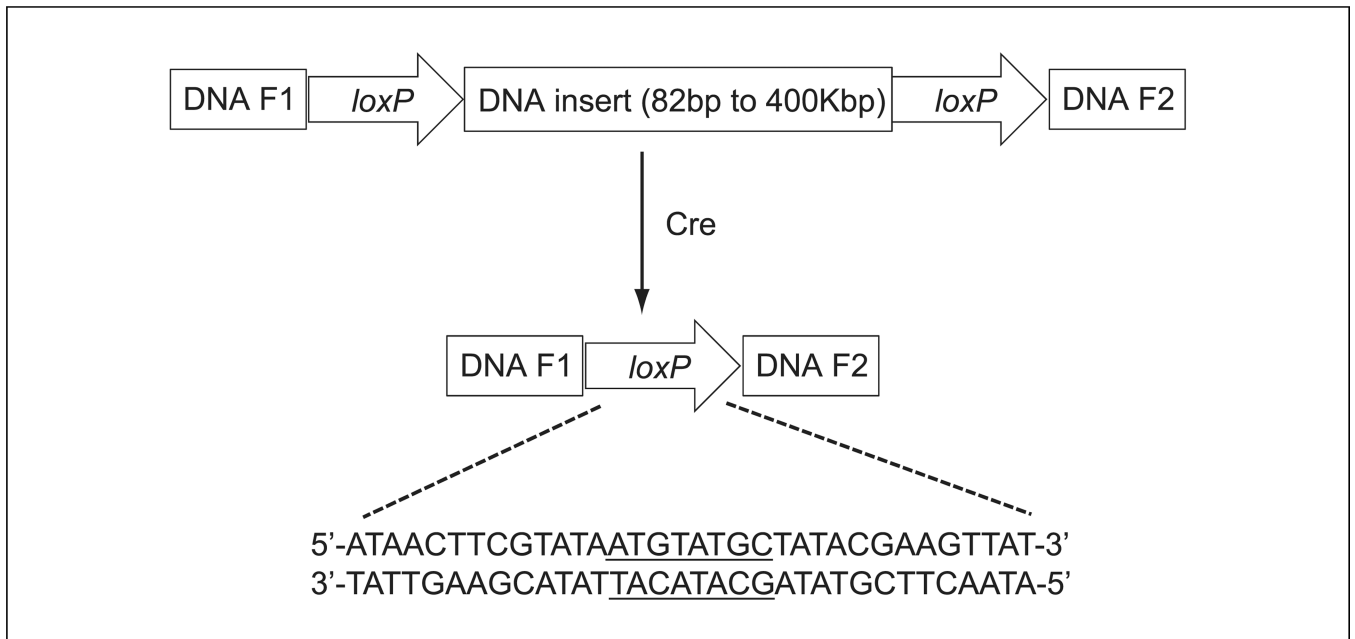 DNA F1 loxP DNA insert (82bp to 400Kbp) loxP DNA F2
Cre
DNA F1 loxP DNA F2
5’-ATAACTTCGTATAATGTATGCTATACGAAGTTAT-3’
3’-TATTGAAGCATATTACATACGATATGCTTCAATA-5’